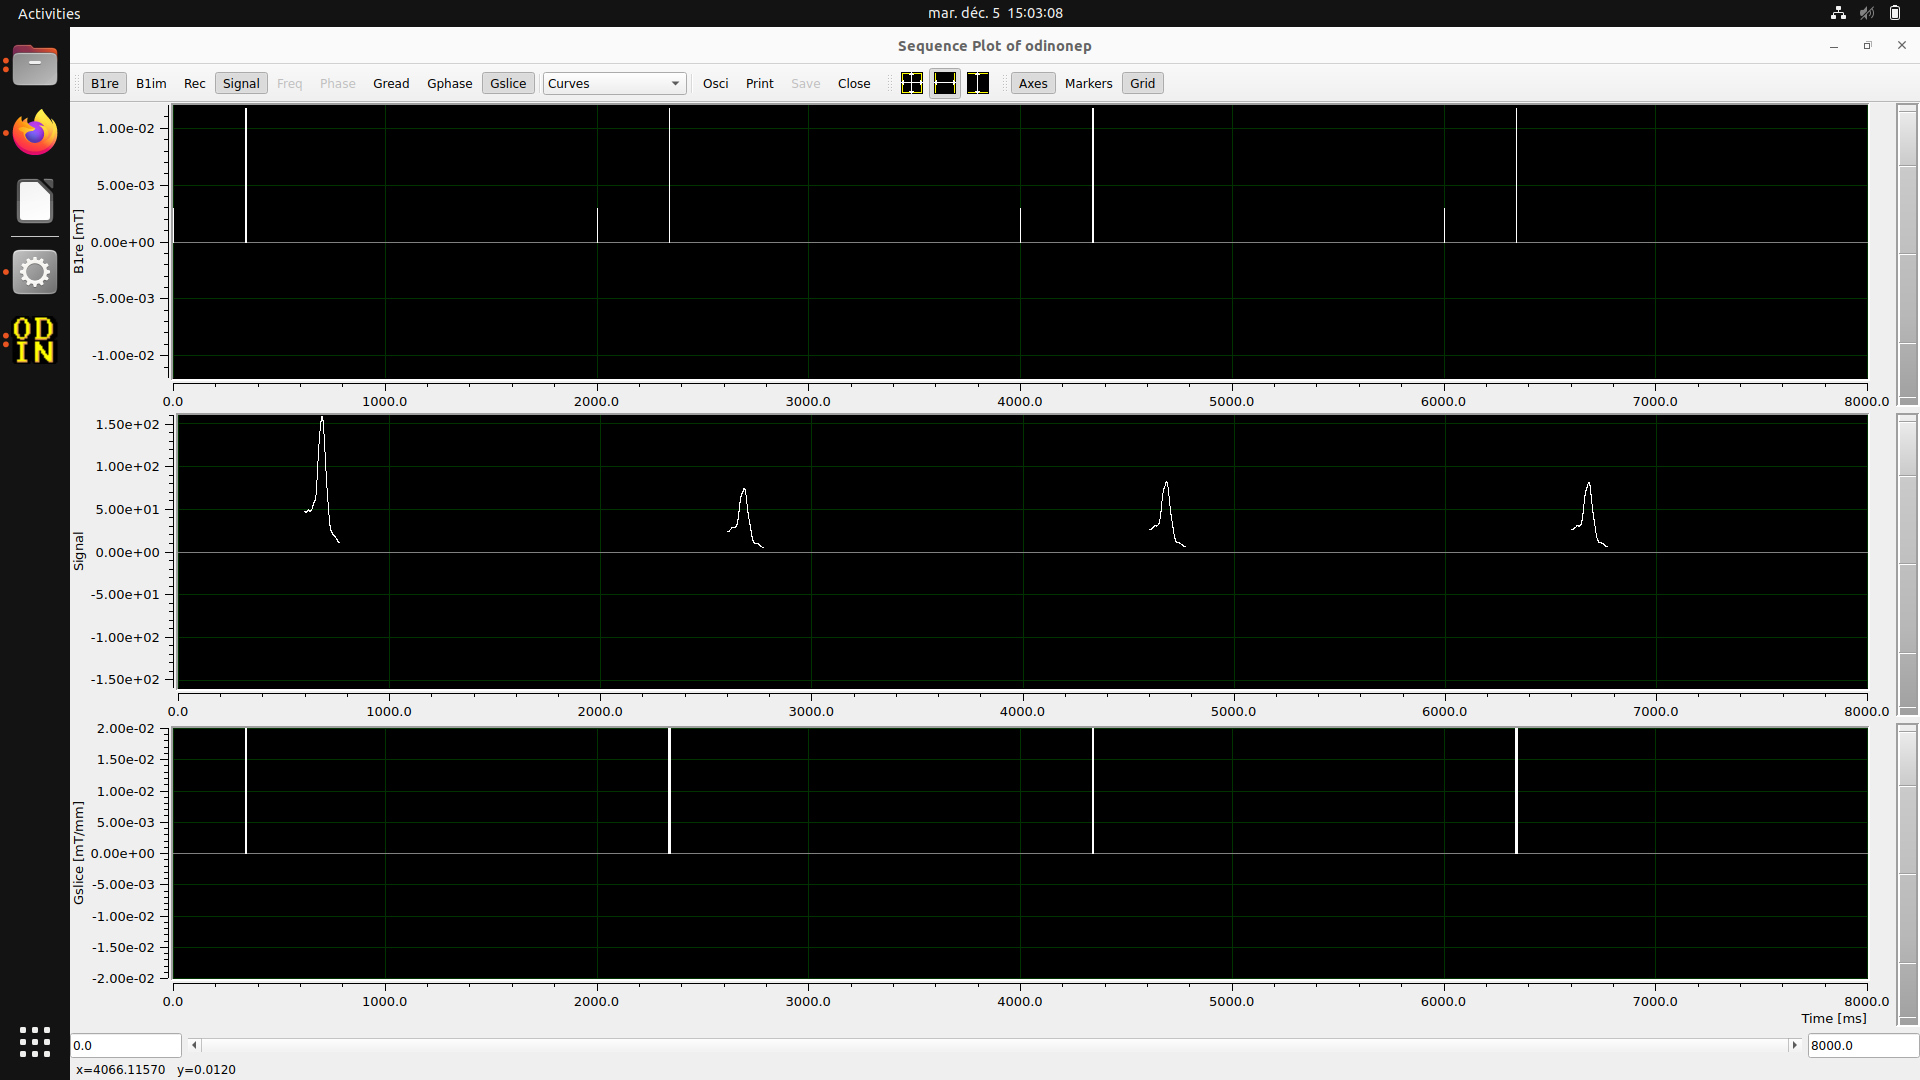 Activities
mar. déc. 5 15:03:08
Sequence Plot of odinonep
B1re B1im Rec Signal Freq Phase Gread Gphase Gslice Curves Osci Print Save Close Axes Markers Grid
OD
IN
B1re [mT]
1.00e-02
5.00e-03
0.00e+00
-5.00e-03
-1.00e-02
0.0 1000.0 2000.0 3000.0 4000.0 5000.0 6000.0 7000.0 8000.0
Signal
1.50e+02
1.00e+02
5.00e+01
0.00e+00
-5.00e+01
-1.00e+02
-1.50e+02
0.0 1000.0 2000.0 3000.0 4000.0 5000.0 6000.0 7000.0 8000.0
Gslice [mT/mm]
2.00e-02
1.50e-02
1.00e-02
5.00e-03
0.00e+00
-5.00e-03
-1.00e-02
-1.50e-02
-2.00e-02
0.0 1000.0 2000.0 3000.0 4000.0 5000.0 6000.0 7000.0 8000.0
Time [ms]
0.0 8000.0
x=4066.11570 y=0.0120